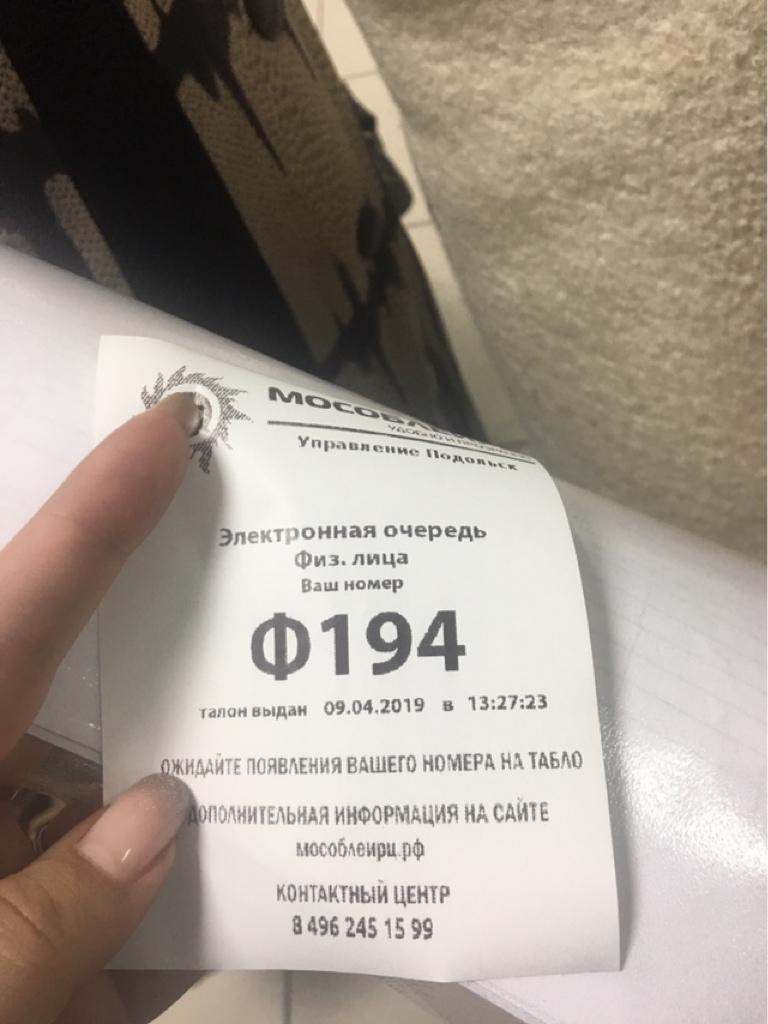 Управление Подольск
Электронная очередь
Физ. лица
Ваш номер
Ф194
талон выдан 09.04.2019 в 13:27:23
ОЖИДАЙТЕ ПОЯВЛЕНИЯ ВАШЕГО НОМЕРА НА ТАБЛО
ДОПОЛНИТЕЛЬНАЯ ИНФОРМАЦИЯ НА САЙТЕ
мособлеирц.рф
КОНТАКТНЫЙ ЦЕНТР
8 496 245 15 99